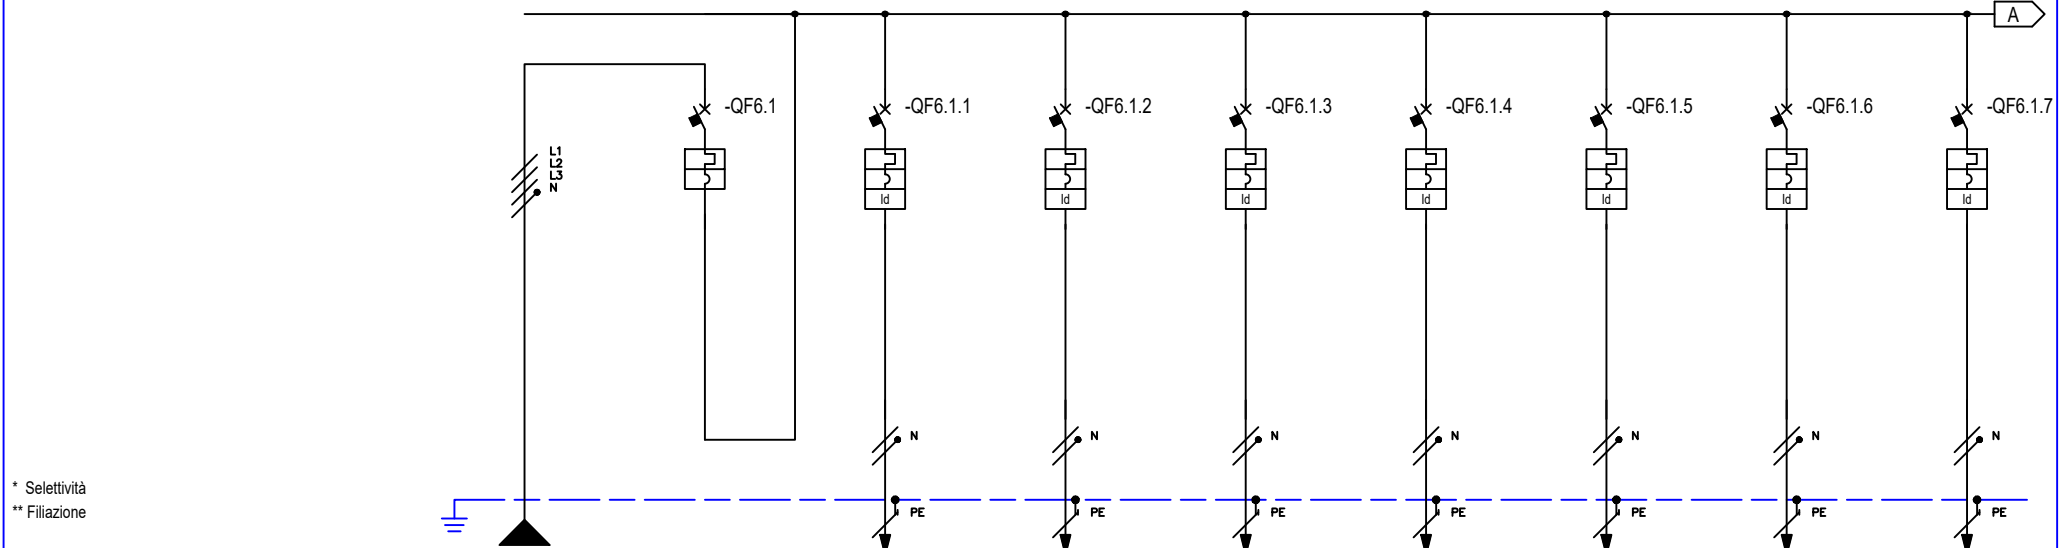 A
-QF6.1
-QF6.1.1
-QF6.1.2
-QF6.1.3
-QF6.1.4
-QF6.1.5
-QF6.1.6
-QF6.1.7
L1
L2
L3
N
Id
Id
Id
Id
Id
Id
Id
N
N
N
N
N
N
N
* Selettività
** Filiazione
PE
PE
PE
PE
PE
PE
PE